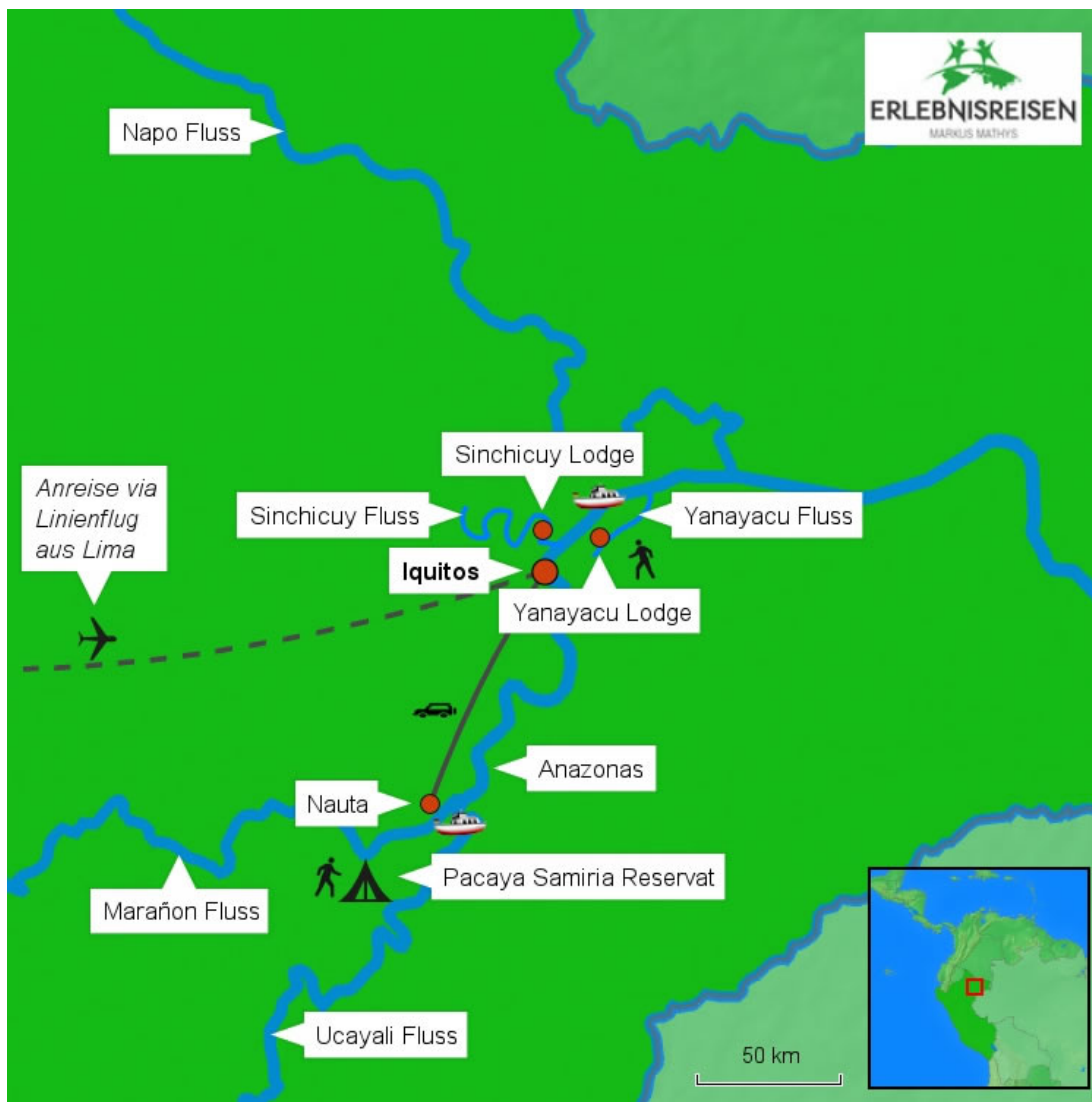 ERLEBNISREISEN
MARKUS MATHYS
Napo Fluss
Sinchicuy Lodge
Anreise via
Linienflug
aus Lima
Sinchicuy Fluss
Yanayacu Fluss
Iquitos
Yanayacu Lodge
Anazonas
Nauta
Pacaya Samiria Reservat
Marañon Fluss
Ucayali Fluss
50 km